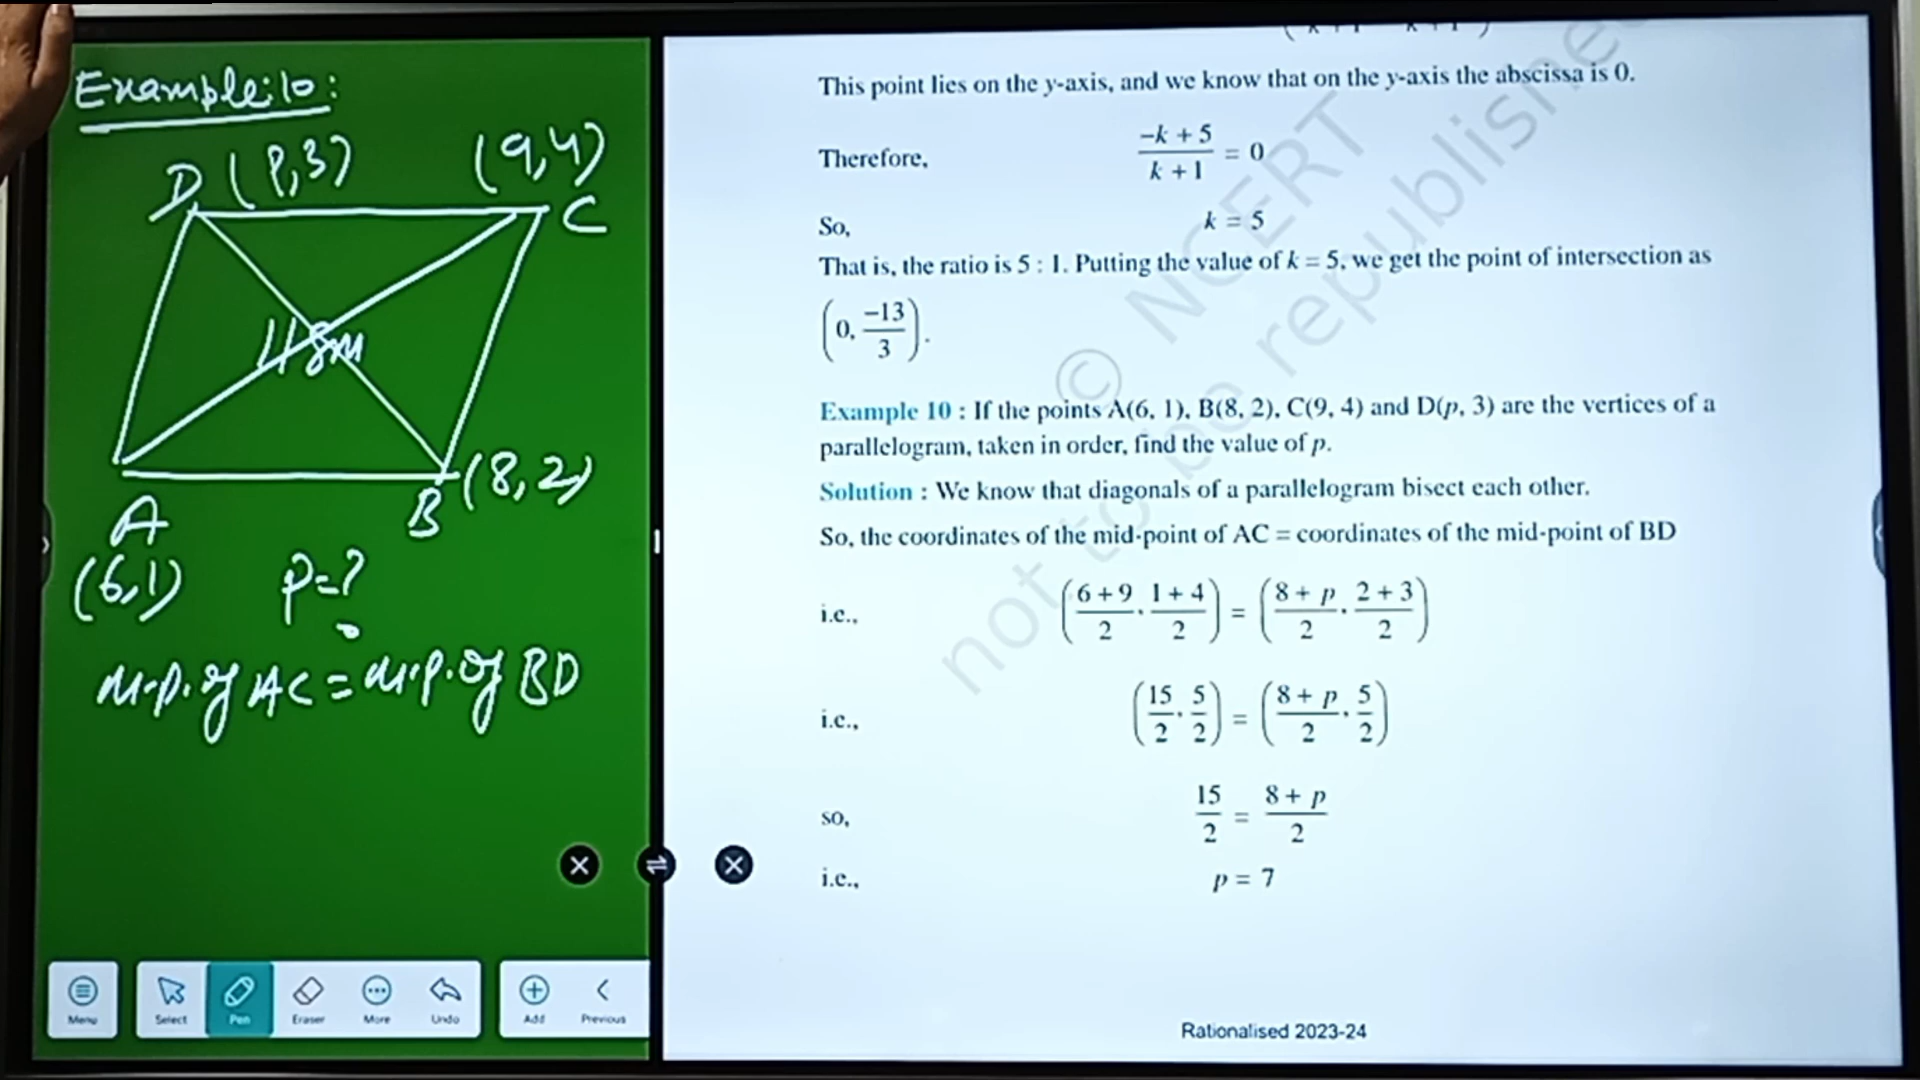 Example:10:
D (P,3) (9,4)
C
A B (8,2)
(6,1) P=?
M.p. of AC = M.p. of BD
Menu Select Pen Eraser More Undo Add Previous
This point lies on the y-axis, and we know that on the y-axis the abscissa is 0.
Therefore, (-k + 5)/(k + 1) = 0
So, k = 5
That is, the ratio is 5 : 1. Putting the value of k = 5, we get the point of intersection as
(0, -13/3).
Example 10 : If the points A(6, 1), B(8, 2), C(9, 4) and D(p, 3) are the vertices of a
parallelogram, taken in order, find the value of p.
Solution : We know that diagonals of a parallelogram bisect each other.
So, the coordinates of the mid-point of AC = coordinates of the mid-point of BD
i.e., ((6 + 9)/2, (1 + 4)/2) = ((8 + p)/2, (2 + 3)/2)
i.e., (15/2, 5/2) = ((8 + p)/2, 5/2)
so, 15/2 = (8 + p)/2
i.e., p = 7
© NCERT
not to be republished
Rationalised 2023-24